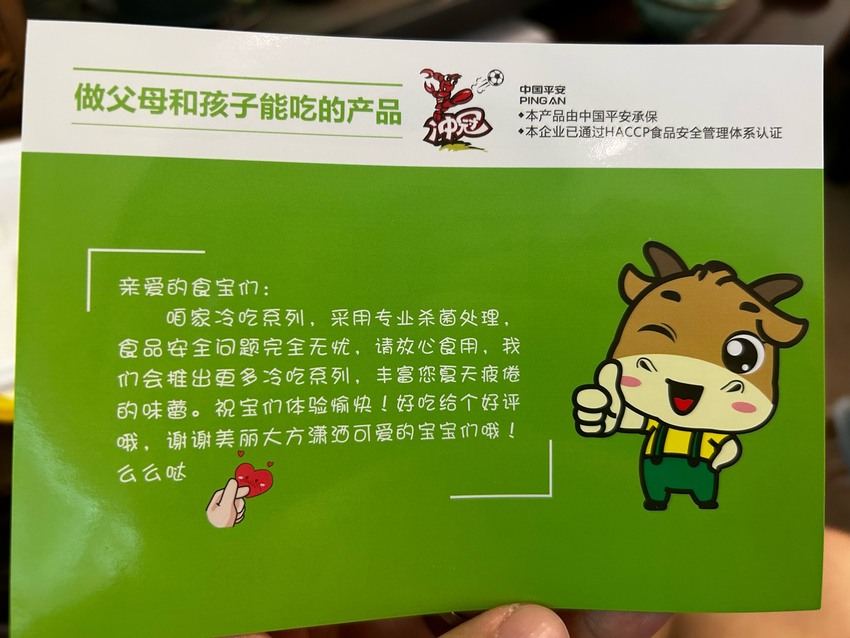 做父母和孩子能吃的产品
冲冠
中国平安
PING AN
◆本产品由中国平安承保
◆本企业已通过HACCP食品安全管理体系认证
亲爱的食宝们：
咱家冷吃系列，采用专业杀菌处理，
食品安全问题完全无忧，请放心食用，我
们会推出更多冷吃系列，丰富您夏天疲倦
的味蕾。祝宝们体验愉快！好吃给个好评
哦，谢谢美丽大方潇洒可爱的宝宝们哦！
么么哒